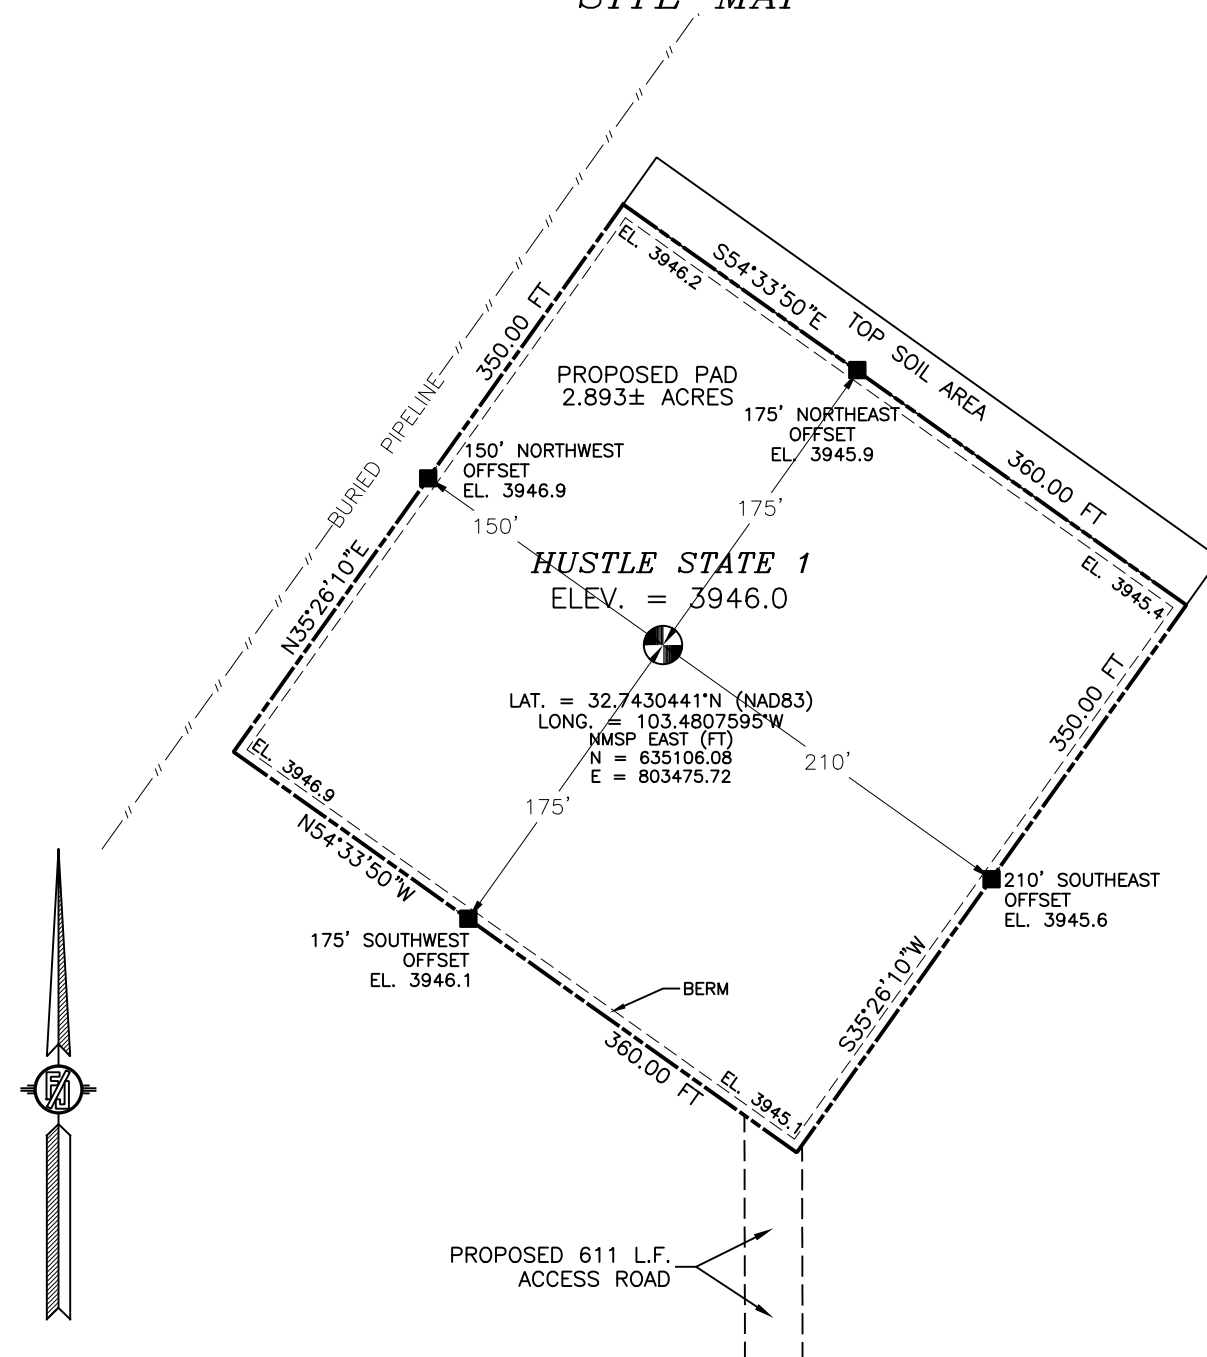 SITE MAP
EL. 3946.2
S54°33'50"E
TOP SOIL AREA
350.00 FT
PROPOSED PAD
2.893± ACRES
175' NORTHEAST
OFFSET
EL. 3945.9
BURIED PIPELINE
150' NORTHWEST
OFFSET
EL. 3946.9
360.00 FT
150'
175'
HUSTLE STATE 1
ELEV. = 3946.0
EL. 3945.4
N35°26'10"E
LAT. = 32.7430441°N (NAD83)
LONG. = 103.4807595°W
NMSP EAST (FT)
N = 635106.08
E = 803475.72
350.00 FT
EL. 3946.9
210'
175'
N54°33'50"W
210' SOUTHEAST
OFFSET
EL. 3945.6
175' SOUTHWEST
OFFSET
EL. 3946.1
S35°26'10"W
BERM
360.00 FT
EL. 3945.1
PROPOSED 611 L.F.
ACCESS ROAD